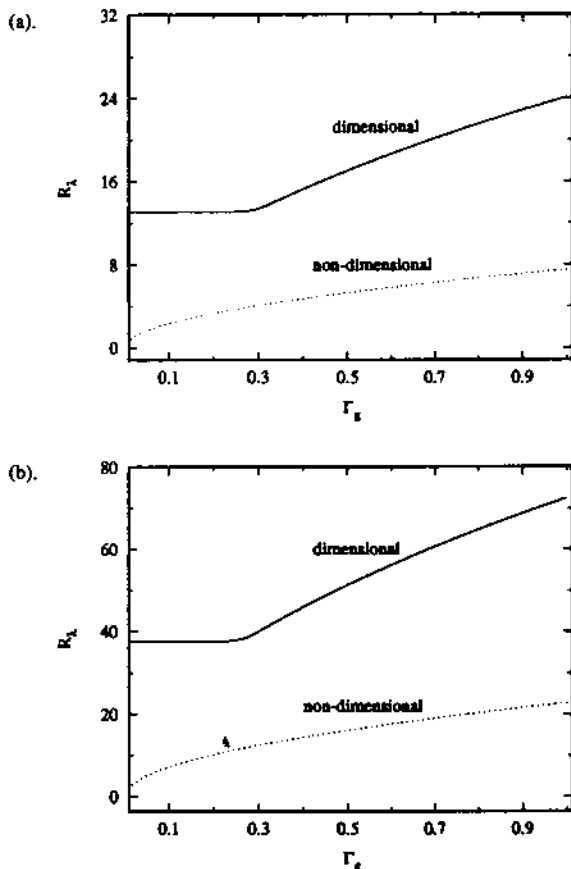 (a).
32
24
16
8
0
R_λ
dimensional
non-dimensional
0.1 0.3 0.5 0.7 0.9
Γ_g
(b).
80
60
40
20
0
R_λ
dimensional
non-dimensional
0.1 0.3 0.5 0.7 0.9
Γ_g